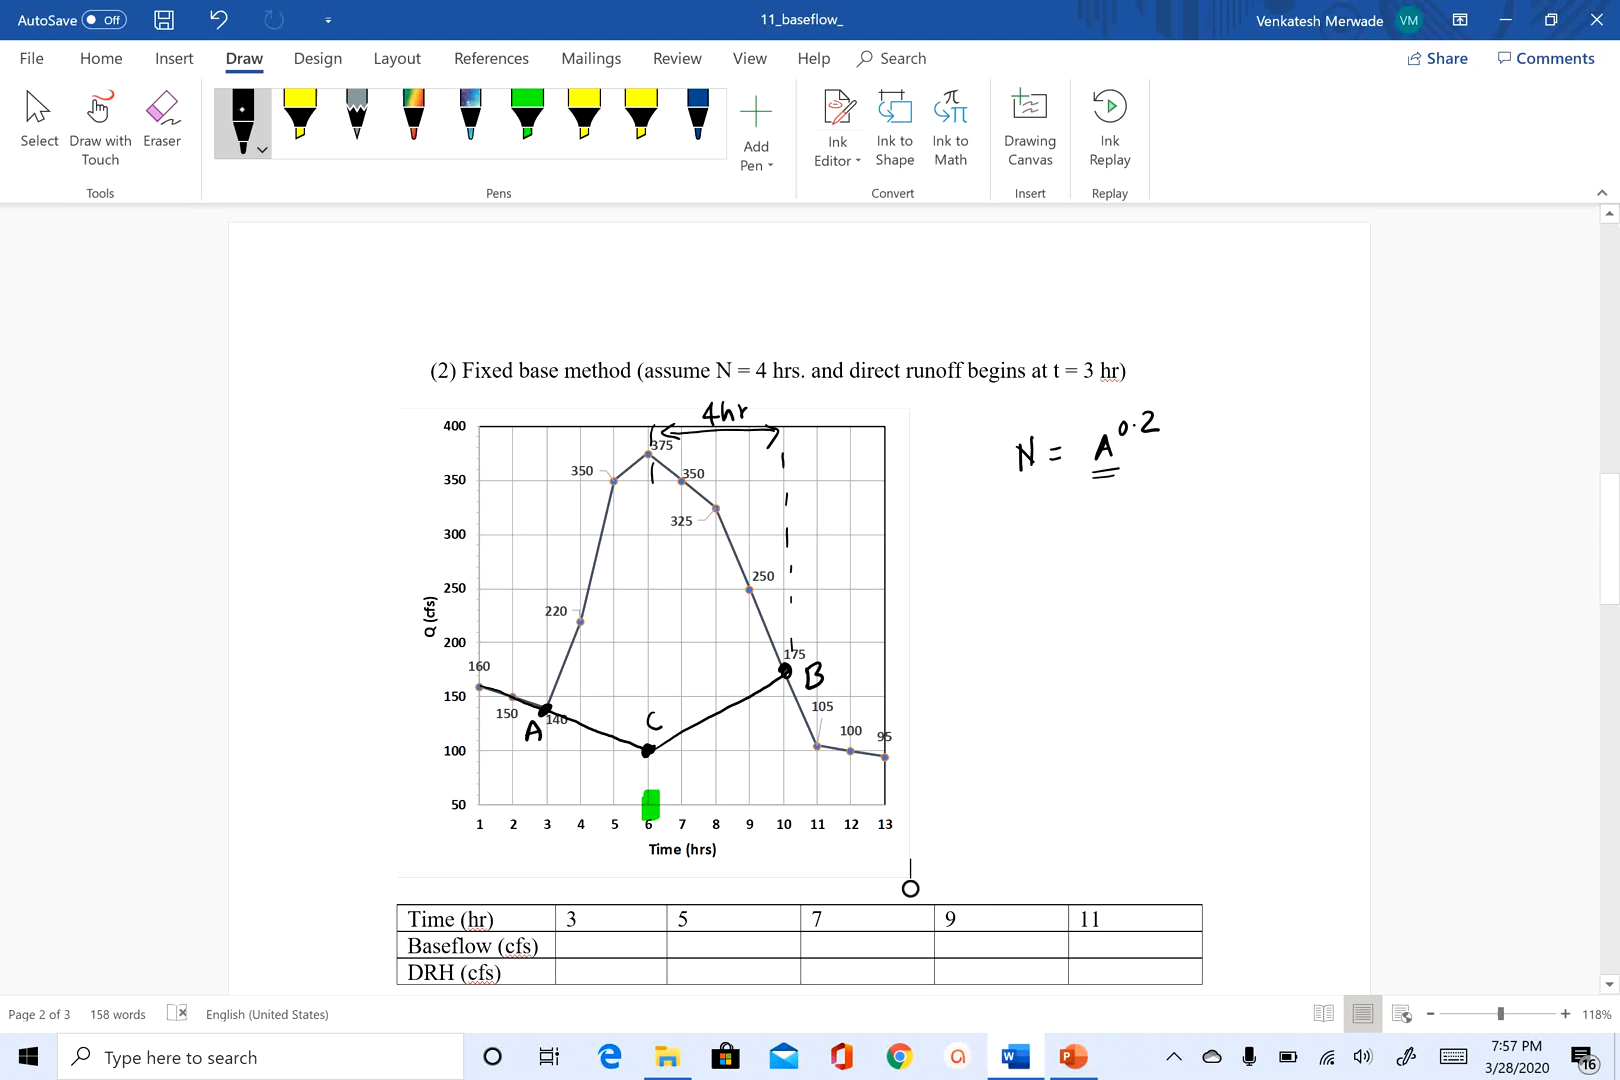 AutoSave Off 11_baseflow_ Venkatesh Merwade VM
File Home Insert Draw Design Layout References Mailings Review View Help Search Share Comments
Select Draw with Touch Eraser Add Pen Ink Editor Ink to Shape Ink to Math Drawing Canvas Ink Replay
Tools Pens Convert Insert Replay
(2) Fixed base method (assume N = 4 hrs. and direct runoff begins at t = 3 hr)
4hr
N = A^0.2
400
350
300
250
200
150
100
50
Q (cfs)
160
150
140
220
350
375
350
325
250
175
105
100
95
A
C
B
1 2 3 4 5 6 7 8 9 10 11 12 13
Time (hrs)
Time (hr) 3 5 7 9 11
Baseflow (cfs)
DRH (cfs)
Page 2 of 3 158 words English (United States) 118%
Type here to search
7:57 PM
3/28/2020
16